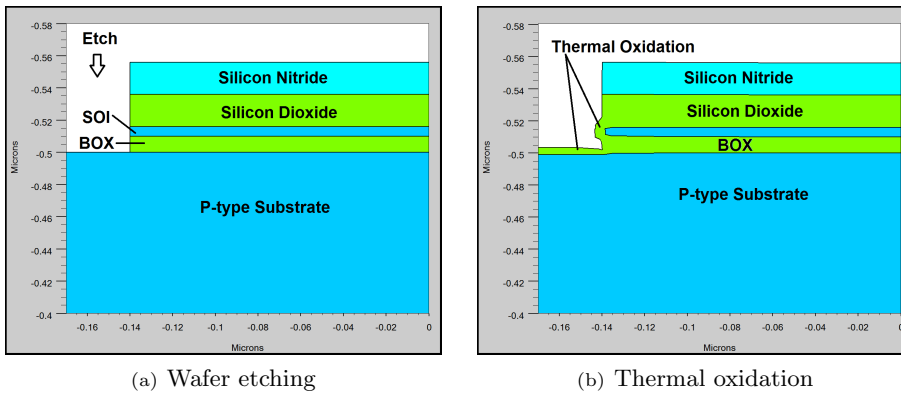 -0.58
Etch
-0.56
Silicon Nitride
-0.54
Silicon Dioxide
SOI
-0.52
BOX
-0.5
Microns
-0.48
P-type Substrate
-0.46
-0.44
-0.42
-0.4
-0.16 -0.14 -0.12 -0.1 -0.08 -0.06 -0.04 -0.02 0
Microns
(a) Wafer etching
-0.58
Thermal Oxidation
-0.56
Silicon Nitride
-0.54
Silicon Dioxide
-0.52
BOX
-0.5
Microns
-0.48
P-type Substrate
-0.46
-0.44
-0.42
-0.4
-0.16 -0.14 -0.12 -0.1 -0.08 -0.06 -0.04 -0.02 0
Microns
(b) Thermal oxidation